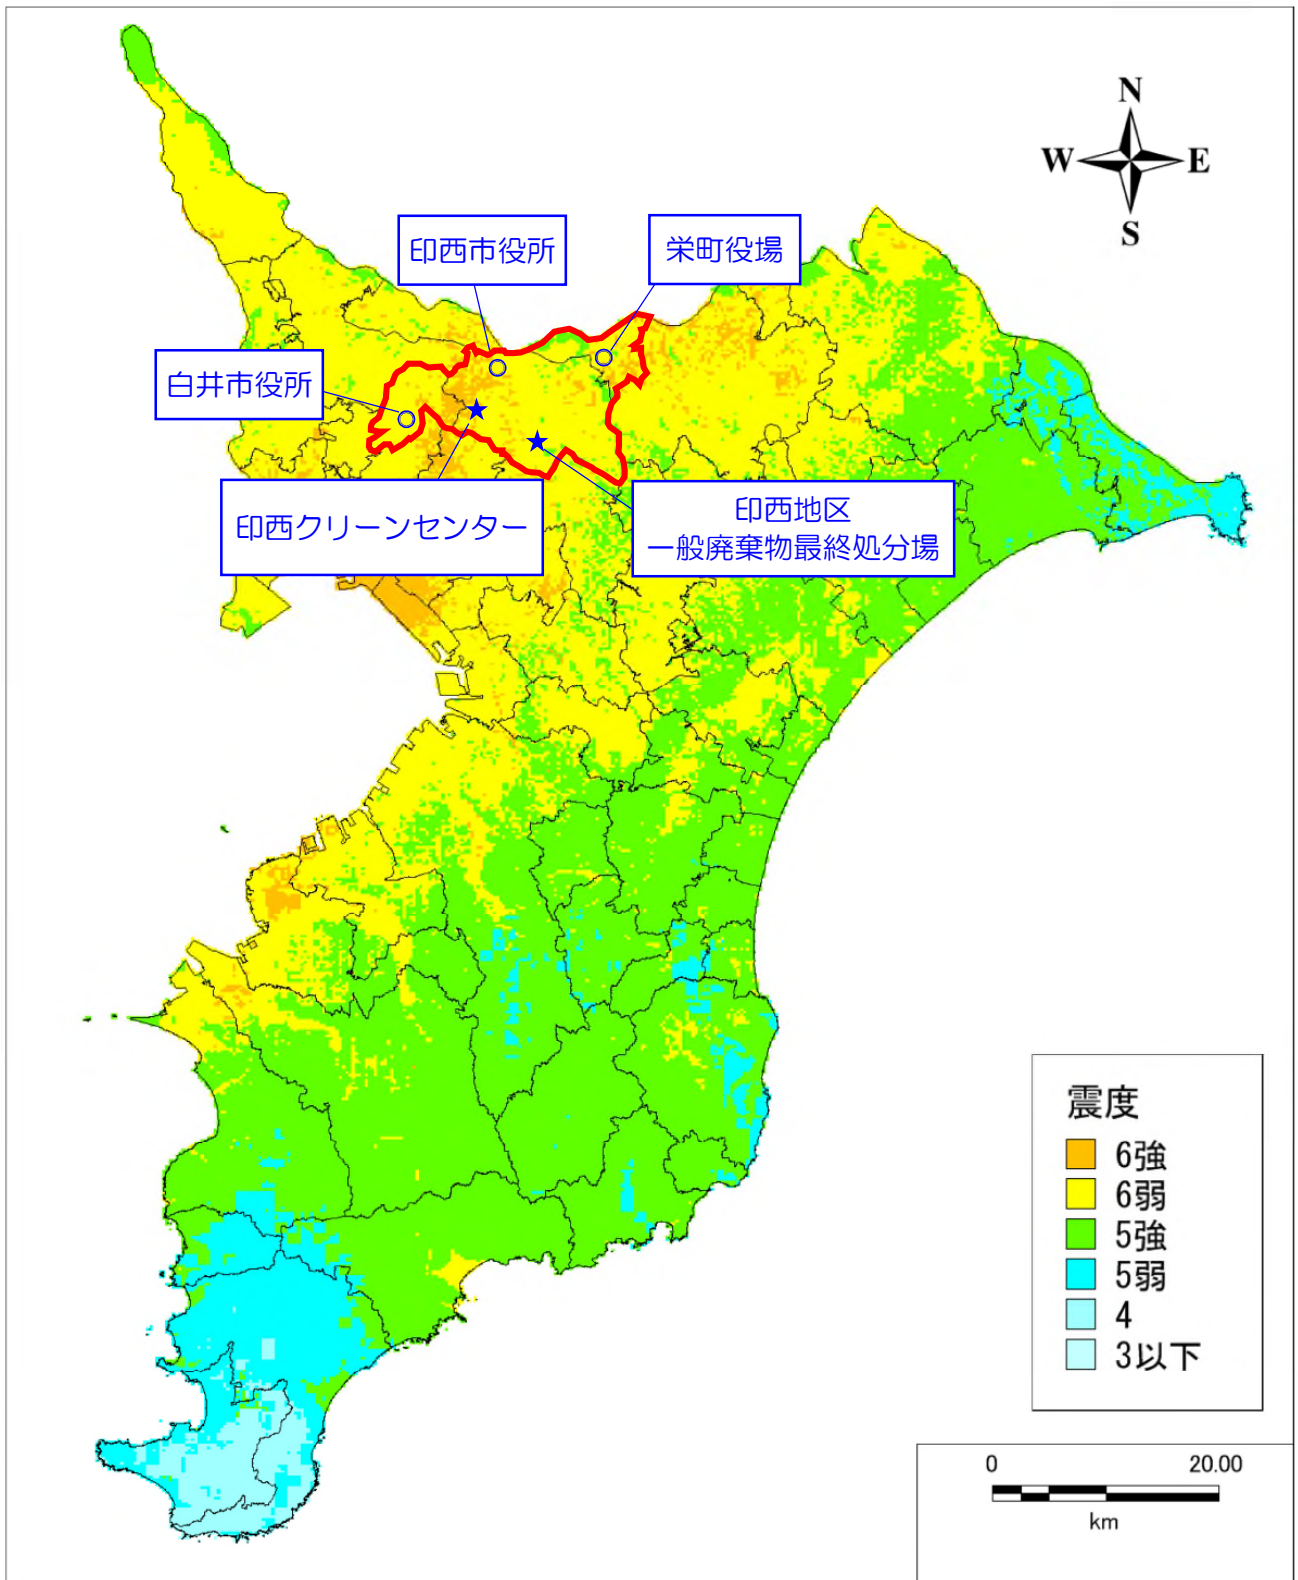 N
W
E
S
印西市役所
栄町役場
白井市役所
印西クリーンセンター
印西地区
一般廃棄物最終処分場
震度
6強
6弱
5強
5弱
4
3以下
0
20.00
km